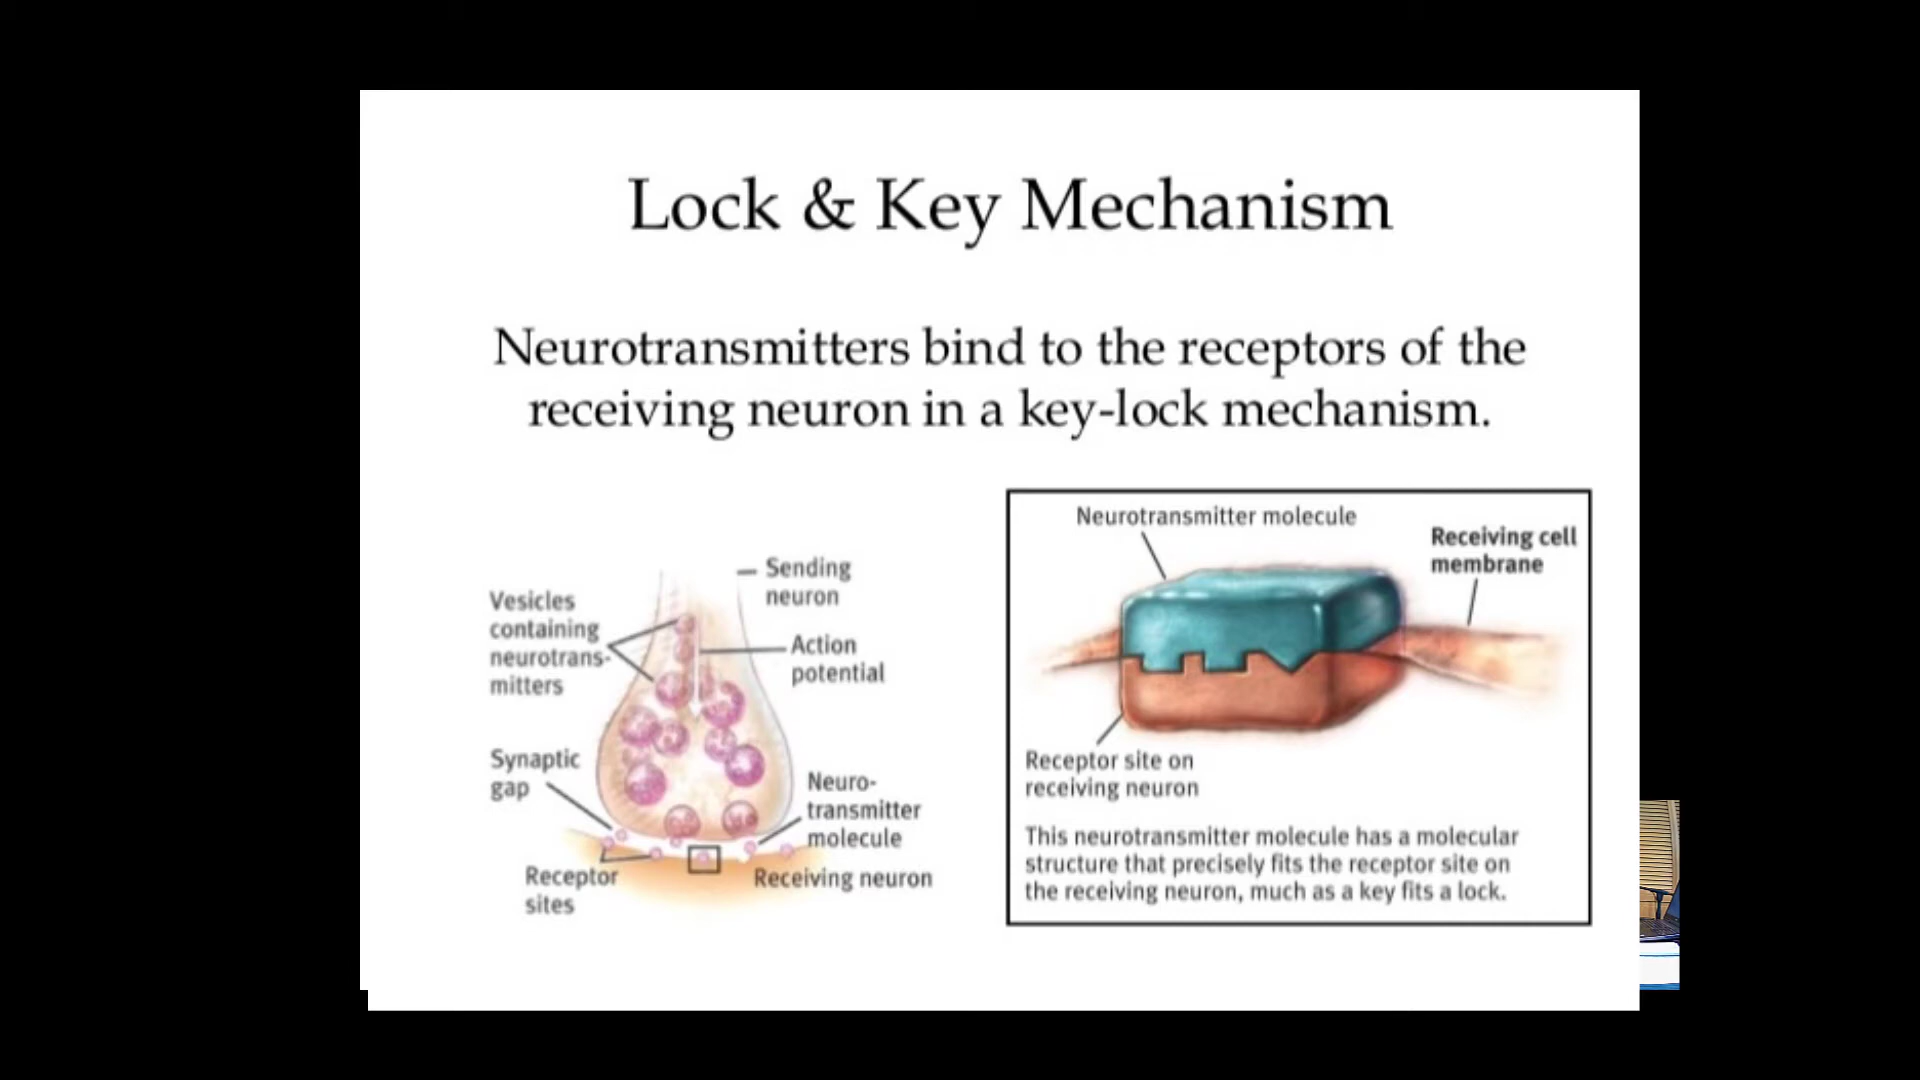 Lock & Key Mechanism
Neurotransmitters bind to the receptors of the
receiving neuron in a key-lock mechanism.
Sending
neuron
Vesicles
containing
neurotrans-
mitters
Action
potential
Synaptic
gap
Neuro-
transmitter
molecule
Receptor
sites
Receiving neuron
Neurotransmitter molecule
Receiving cell
membrane
Receptor site on
receiving neuron
This neurotransmitter molecule has a molecular
structure that precisely fits the receptor site on
the receiving neuron, much as a key fits a lock.